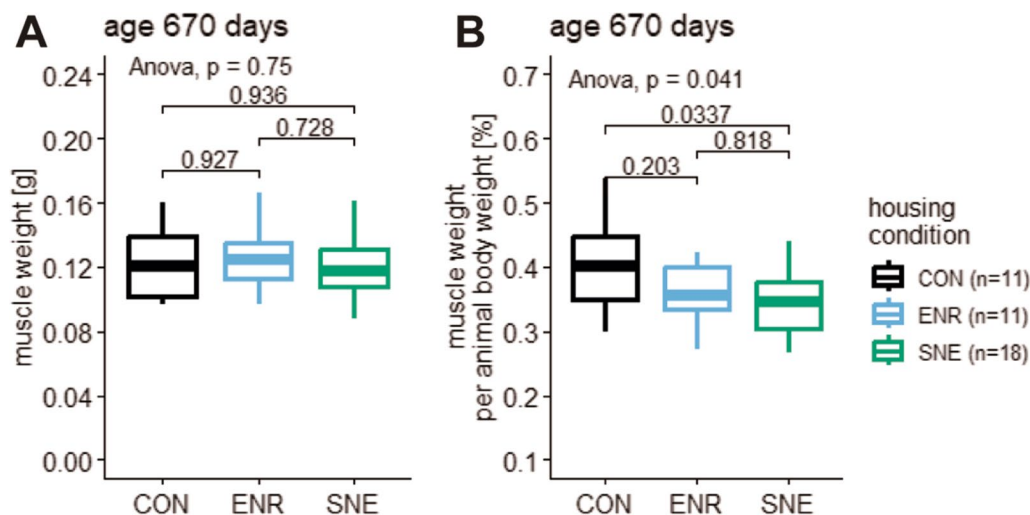 A age 670 days
Anova, p = 0.75
0.936
0.728
0.927
muscle weight [g]
0.24
0.20
0.16
0.12
0.08
0.04
0.00
CON ENR SNE
B age 670 days
Anova, p = 0.041
0.0337
0.818
0.203
muscle weight
per animal body weight [%]
0.7
0.6
0.5
0.4
0.3
0.2
0.1
CON ENR SNE
housing
condition
CON (n=11)
ENR (n=11)
SNE (n=18)